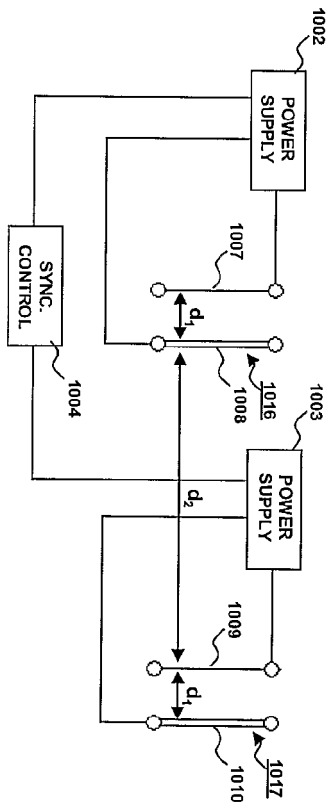 1002
POWER
SUPPLY
1007
d₁
1008
1016
SYNC.
CONTROL
1004
d₂
1003
POWER
SUPPLY
1009
d₁
1010
1017